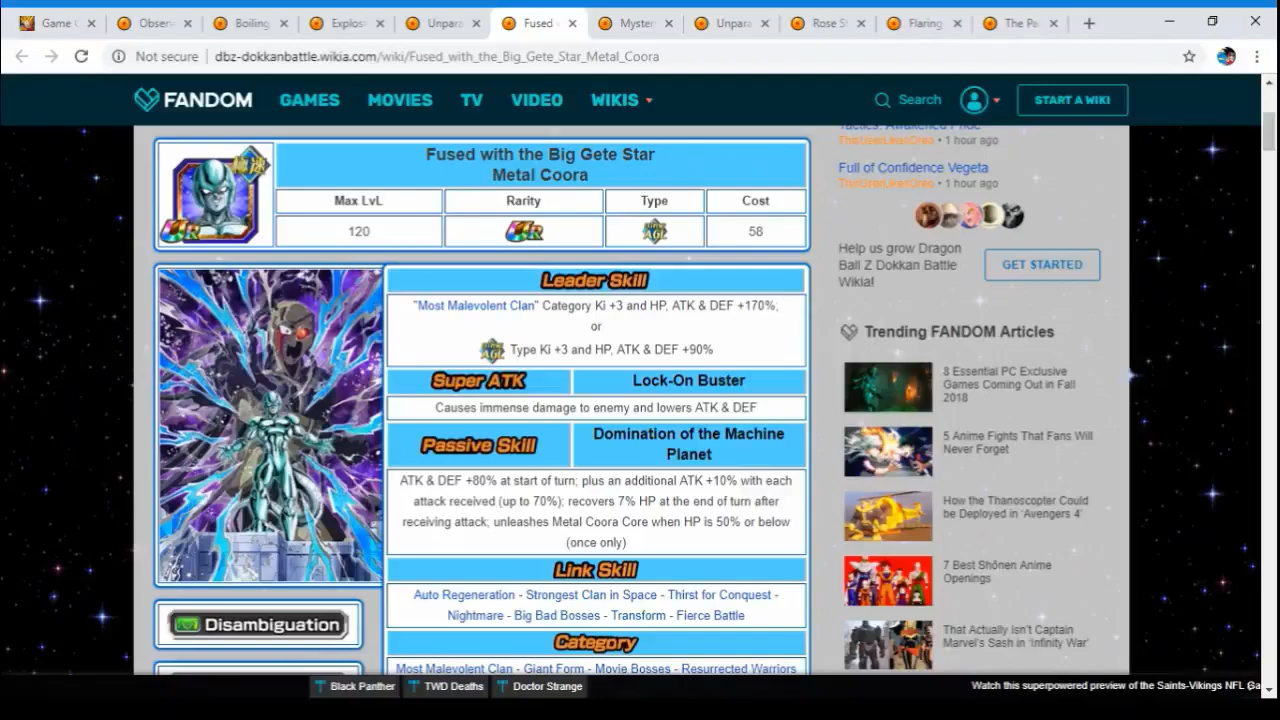 Game C
Observ
Boiling
Explos
Unpara
Fused
Myster
Unpara
Rose S
Flaring
The Pa
Not secure
dbz-dokkanbattle.wikia.com/wiki/Fused_with_the_Big_Gete_Star_Metal_Coora
FANDOM
GAMES
MOVIES
TV
VIDEO
WIKIS
Search
START A WIKI
Fused with the Big Gete Star
Metal Coora
Max LvL
Rarity
Type
Cost
120
UR
58
Leader Skill
"Most Malevolent Clan" Category Ki +3 and HP, ATK & DEF +170%,
or
Type Ki +3 and HP, ATK & DEF +90%
Super ATK
Lock-On Buster
Causes immense damage to enemy and lowers ATK & DEF
Passive Skill
Domination of the Machine
Planet
ATK & DEF +80% at start of turn; plus an additional ATK +10% with each
attack received (up to 70%); recovers 7% HP at the end of turn after
receiving attack; unleashes Metal Coora Core when HP is 50% or below
(once only)
Link Skill
Auto Regeneration - Strongest Clan in Space - Thirst for Conquest -
Nightmare - Big Bad Bosses - Transform - Fierce Battle
Category
Most Malevolent Clan - Giant Form - Movie Bosses - Resurrected Warriors
Disambiguation
Tactics: Awakened Pride
1 hour ago
Full of Confidence Vegeta
1 hour ago
Help us grow Dragon
Ball Z Dokkan Battle
Wikia!
GET STARTED
Trending FANDOM Articles
8 Essential PC Exclusive
Games Coming Out in Fall
2018
5 Anime Fights That Fans Will
Never Forget
How the Thanoscopter Could
be Deployed in 'Avengers 4'
7 Best Shōnen Anime
Openings
That Actually Isn't Captain
Marvel's Sash in 'Infinity War'
Black Panther
TWD Deaths
Doctor Strange
Watch this superpowered preview of the Saints-Vikings NFL Ga